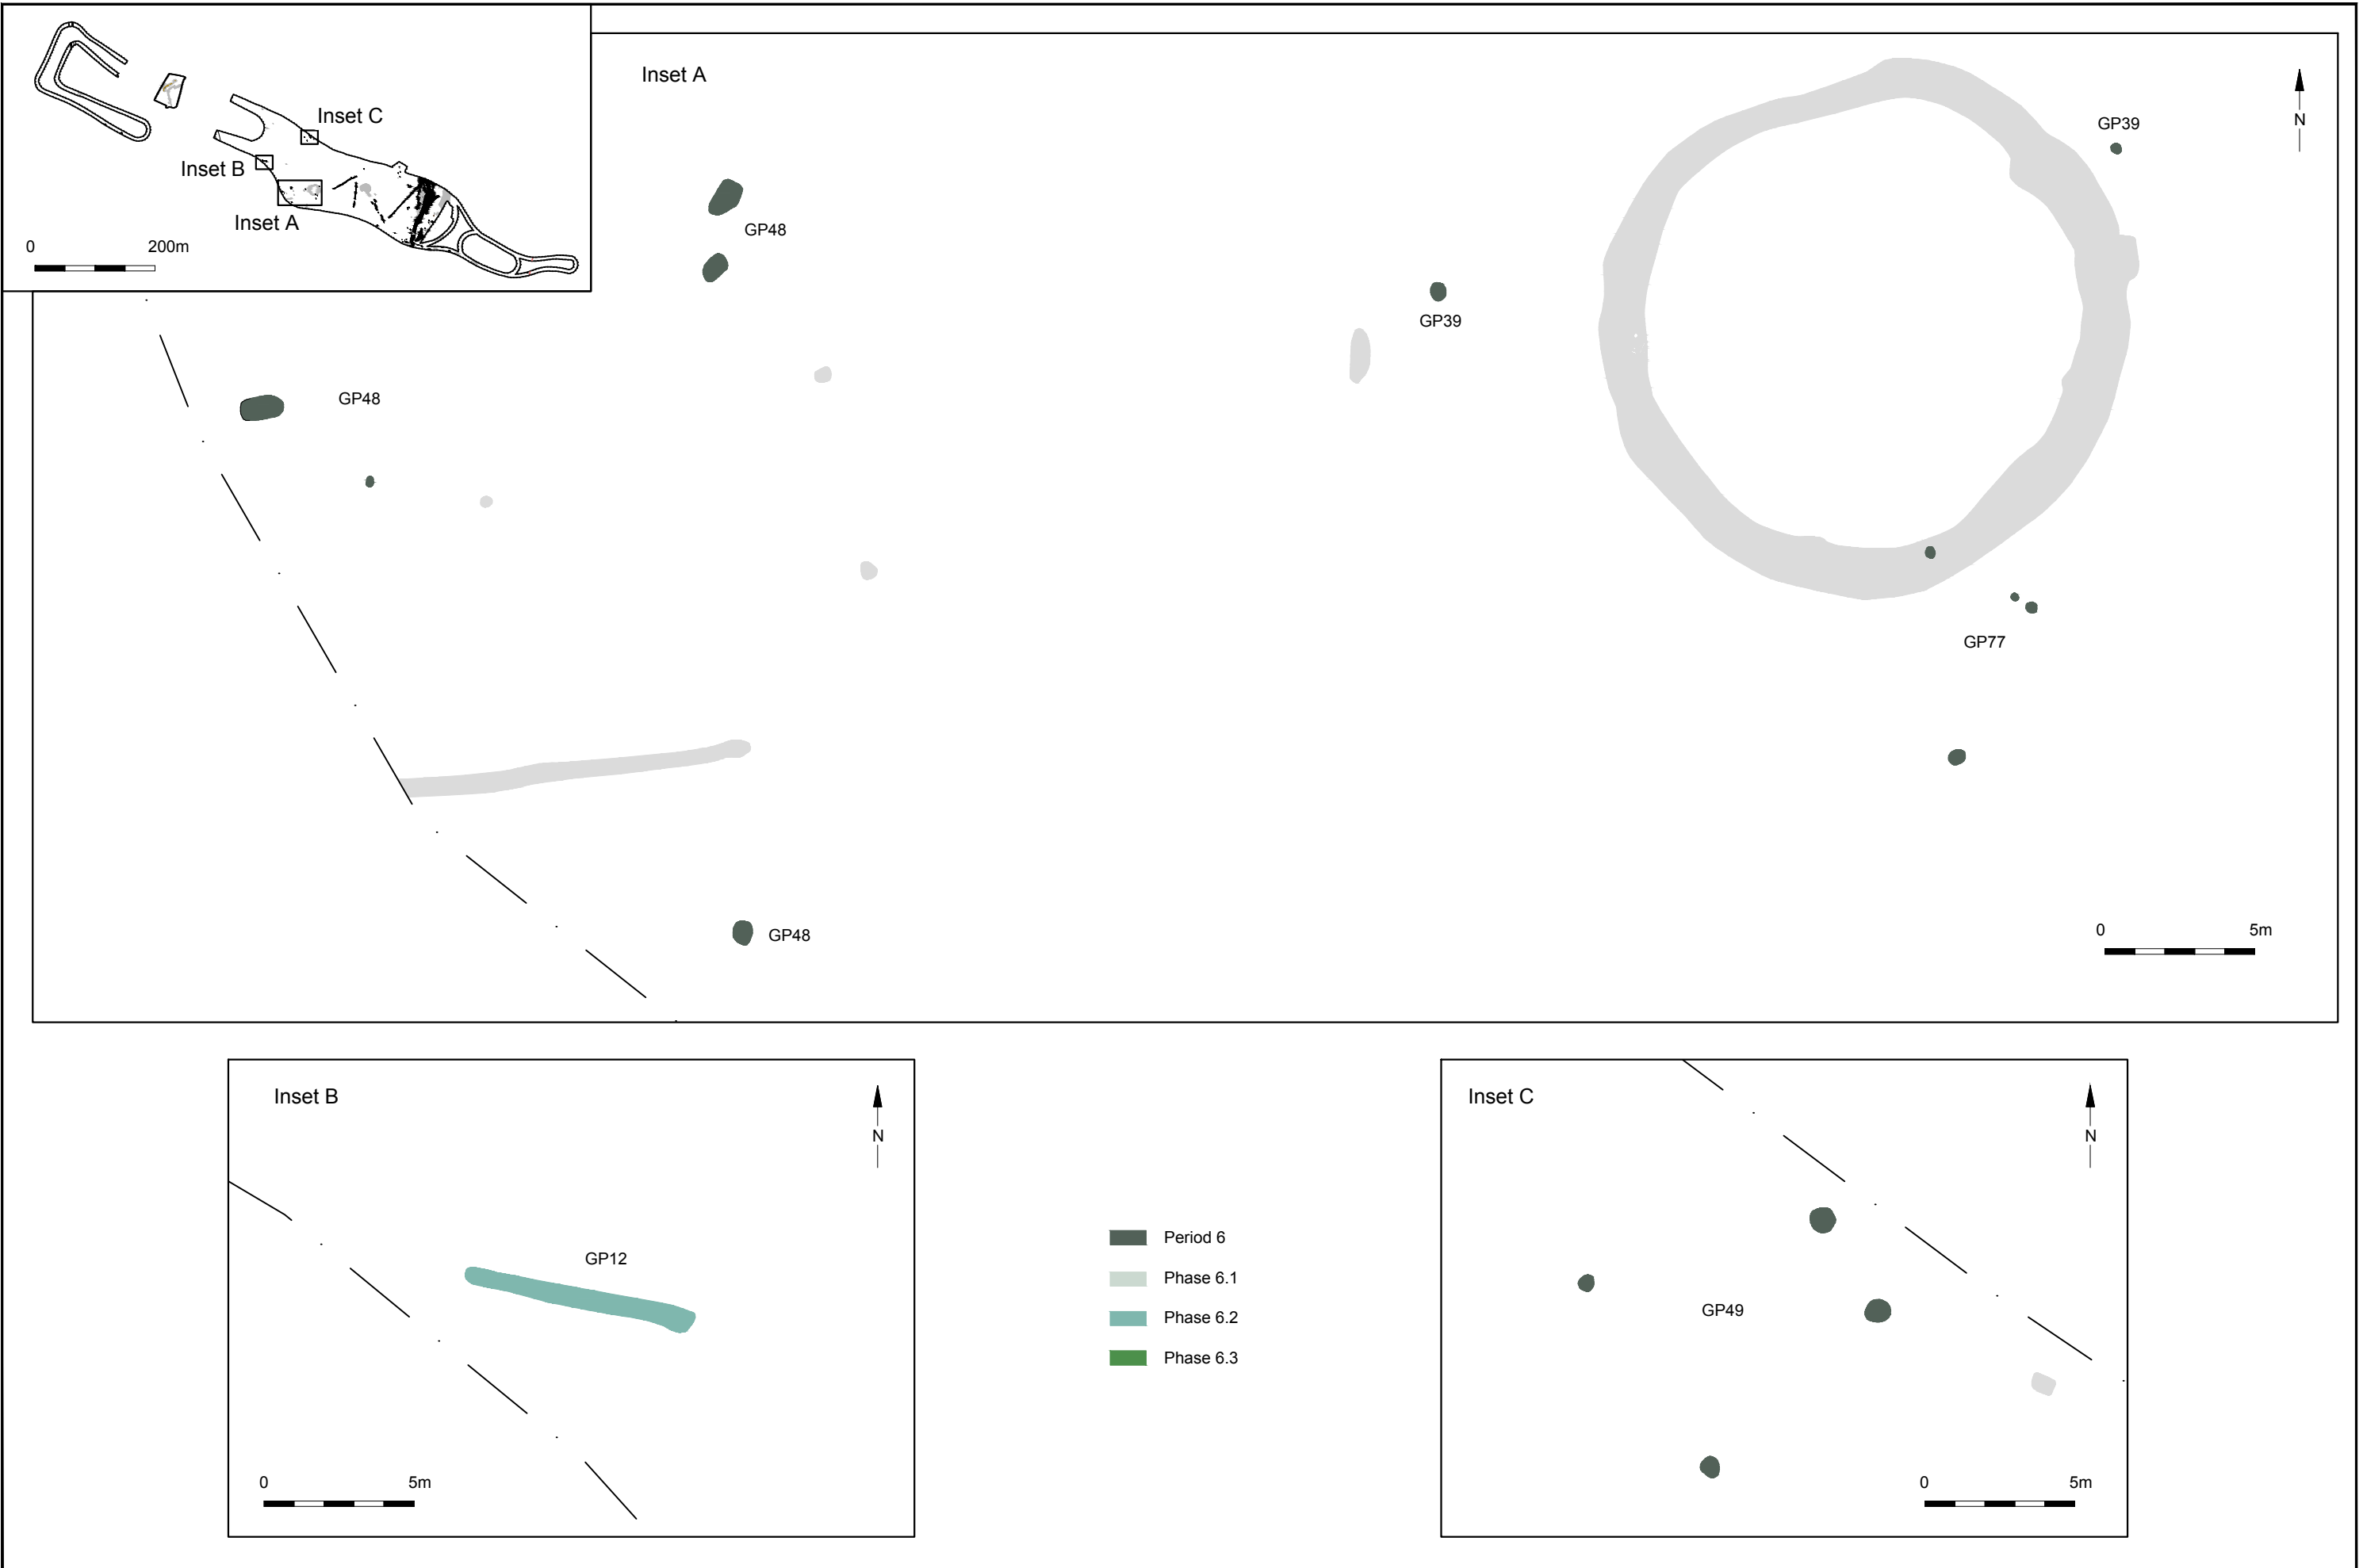 Inset C
Inset B
Inset A
0 200m
Inset A
N
GP39
GP48
GP39
GP48
GP77
GP48
0 5m
Inset B
N
GP12
0 5m
Period 6
Phase 6.1
Phase 6.2
Phase 6.3
Inset C
N
GP49
0 5m